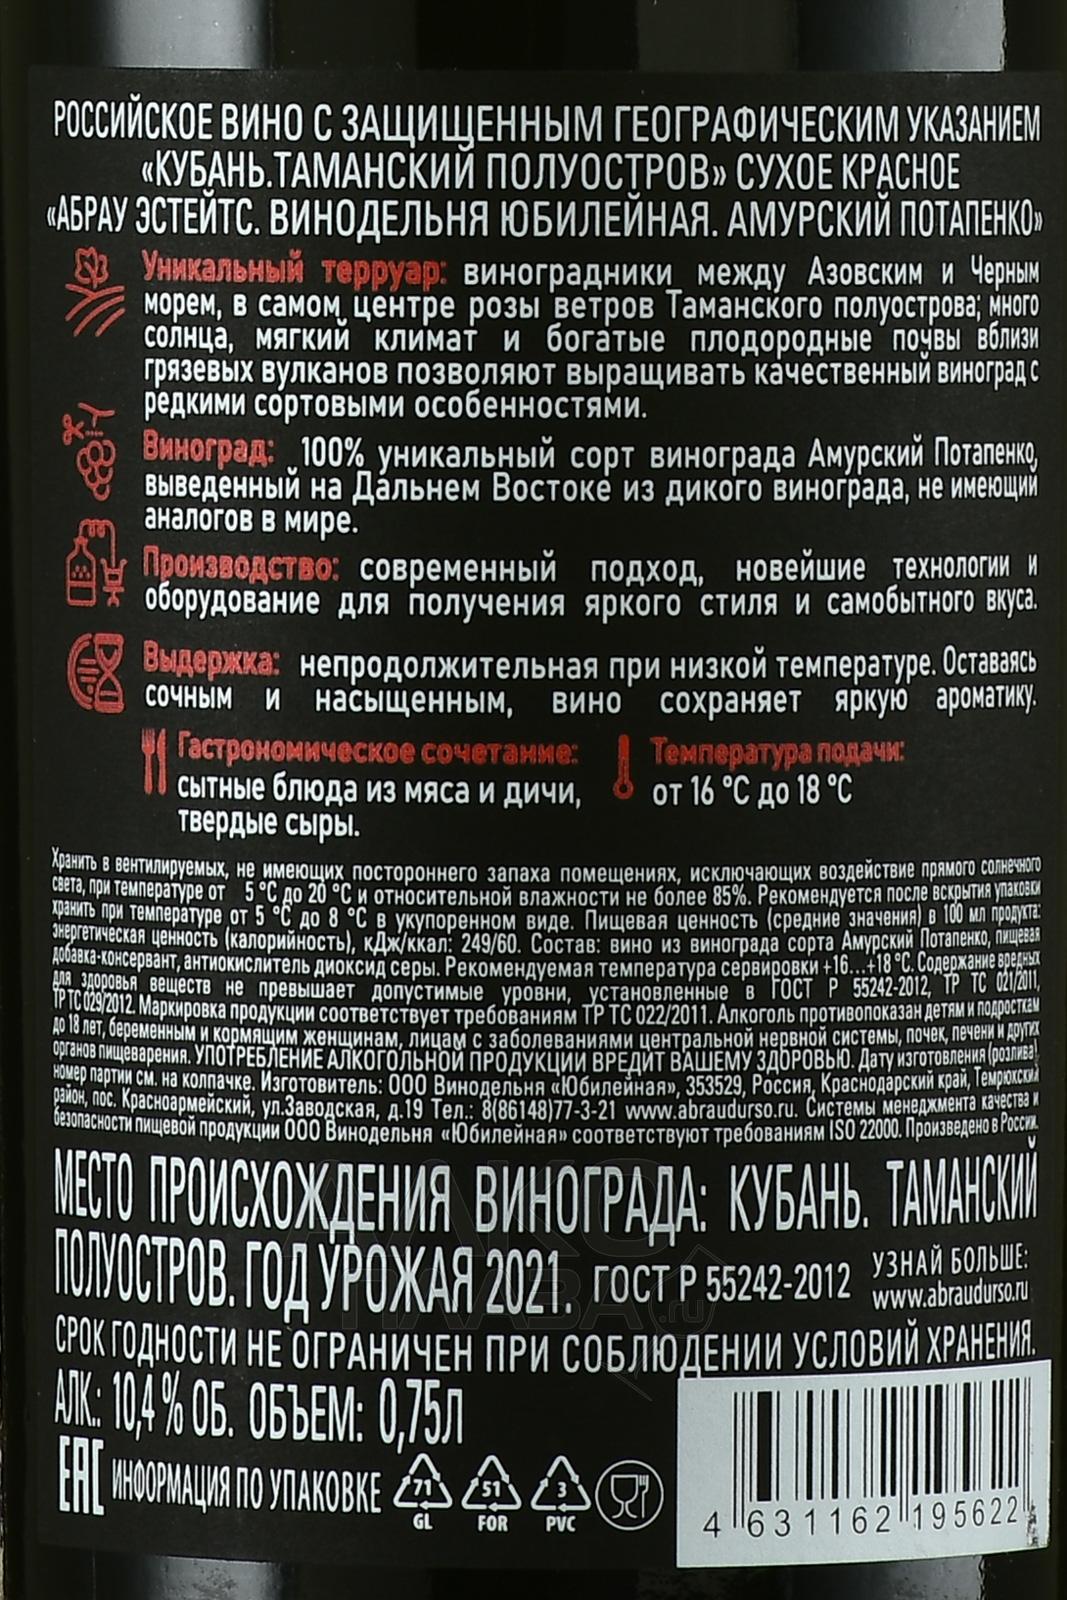 РОССИЙСКОЕ ВИНО С ЗАЩИЩЕННЫМ ГЕОГРАФИЧЕСКИМ УКАЗАНИЕМ
«КУБАНЬ.ТАМАНСКИЙ ПОЛУОСТРОВ» СУХОЕ КРАСНОЕ
«АБРАУ ЭСТЕЙТС. ВИНОДЕЛЬНЯ ЮБИЛЕЙНАЯ. АМУРСКИЙ ПОТАПЕНКО»
Уникальный терруар: виноградники между Азовским и Черным
морем, в самом центре розы ветров Таманского полуострова; много
солнца, мягкий климат и богатые плодородные почвы вблизи
грязевых вулканов позволяют выращивать качественный виноград с
редкими сортовыми особенностями.
Виноград: 100% уникальный сорт винограда Амурский Потапенко,
выведенный на Дальнем Востоке из дикого винограда, не имеющий
аналогов в мире.
Производство: современный подход, новейшие технологии и
оборудование для получения яркого стиля и самобытного вкуса.
Выдержка: непродолжительная при низкой температуре. Оставаясь
сочным и насыщенным, вино сохраняет яркую ароматику.
Гастрономическое сочетание:
сытные блюда из мяса и дичи,
твердые сыры.
Температура подачи:
от 16 °С до 18 °С
Хранить в вентилируемых, не имеющих постороннего запаха помещениях, исключающих воздействие прямого солнечного
света, при температуре от 5 °С до 20 °С и относительной влажности не более 85%. Рекомендуется после вскрытия упаковки
хранить при температуре от 5 °С до 8 °С в укупоренном виде. Пищевая ценность (средние значения) в 100 мл продукта:
энергетическая ценность (калорийность), кДж/ккал: 249/60. Состав: вино из винограда сорта Амурский Потапенко, пищевая
добавка-консервант, антиокислитель диоксид серы. Рекомендуемая температура сервировки +16...+18 °С. Содержание вредных
для здоровья веществ не превышает допустимые уровни, установленные в ГОСТ Р 55242-2012, ТР ТС 021/2011,
ТР ТС 029/2012. Маркировка продукции соответствует требованиям ТР ТС 022/2011. Алкоголь противопоказан детям и подросткам
до 18 лет, беременным и кормящим женщинам, лицам с заболеваниями центральной нервной системы, почек, печени и других
органов пищеварения. УПОТРЕБЛЕНИЕ АЛКОГОЛЬНОЙ ПРОДУКЦИИ ВРЕДИТ ВАШЕМУ ЗДОРОВЬЮ. Дату изготовления (розлива),
номер партии см. на колпачке. Изготовитель: ООО Винодельня «Юбилейная», 353529, Россия, Краснодарский край, Темрюкский
район, пос. Красноармейский, ул.Заводская, д.19 Тел.: 8(86148)77-3-21 www.abraudurso.ru. Системы менеджмента качества и
безопасности пищевой продукции ООО Винодельня «Юбилейная» соответствуют требованиям ISO 22000. Произведено в России.
МЕСТО ПРОИСХОЖДЕНИЯ ВИНОГРАДА: КУБАНЬ. ТАМАНСКИЙ
ПОЛУОСТРОВ. ГОД УРОЖАЯ 2021. ГОСТ Р 55242-2012
УЗНАЙ БОЛЬШЕ:
www.abraudurso.ru
СРОК ГОДНОСТИ НЕ ОГРАНИЧЕН ПРИ СОБЛЮДЕНИИ УСЛОВИЙ ХРАНЕНИЯ.
АЛК.: 10,4 % ОБ. ОБЪЕМ: 0,75Л
EAC ИНФОРМАЦИЯ ПО УПАКОВКЕ
71 51 3
GL FOR PVC
4 631162 195622
АЛКО
ПЛАВА .ru